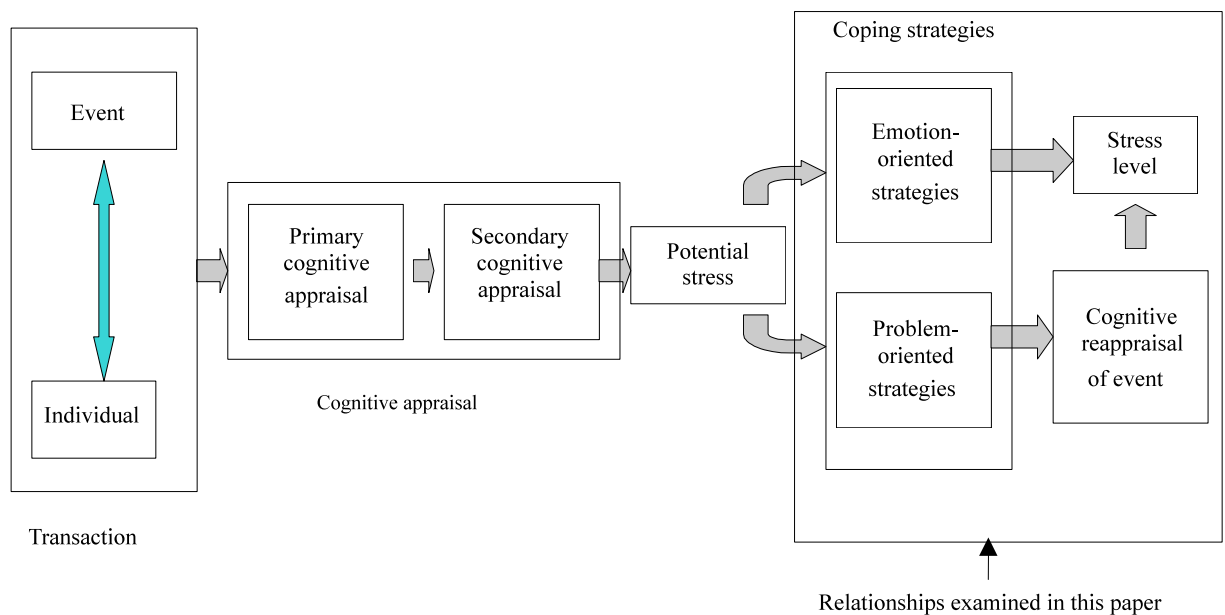 Event
Individual
Transaction
Primary
cognitive
appraisal
Secondary
cognitive
appraisal
Cognitive appraisal
Potential
stress
Coping strategies
Emotion-
oriented
strategies
Stress
level
Problem-
oriented
strategies
Cognitive
reappraisal
of event
Relationships examined in this paper